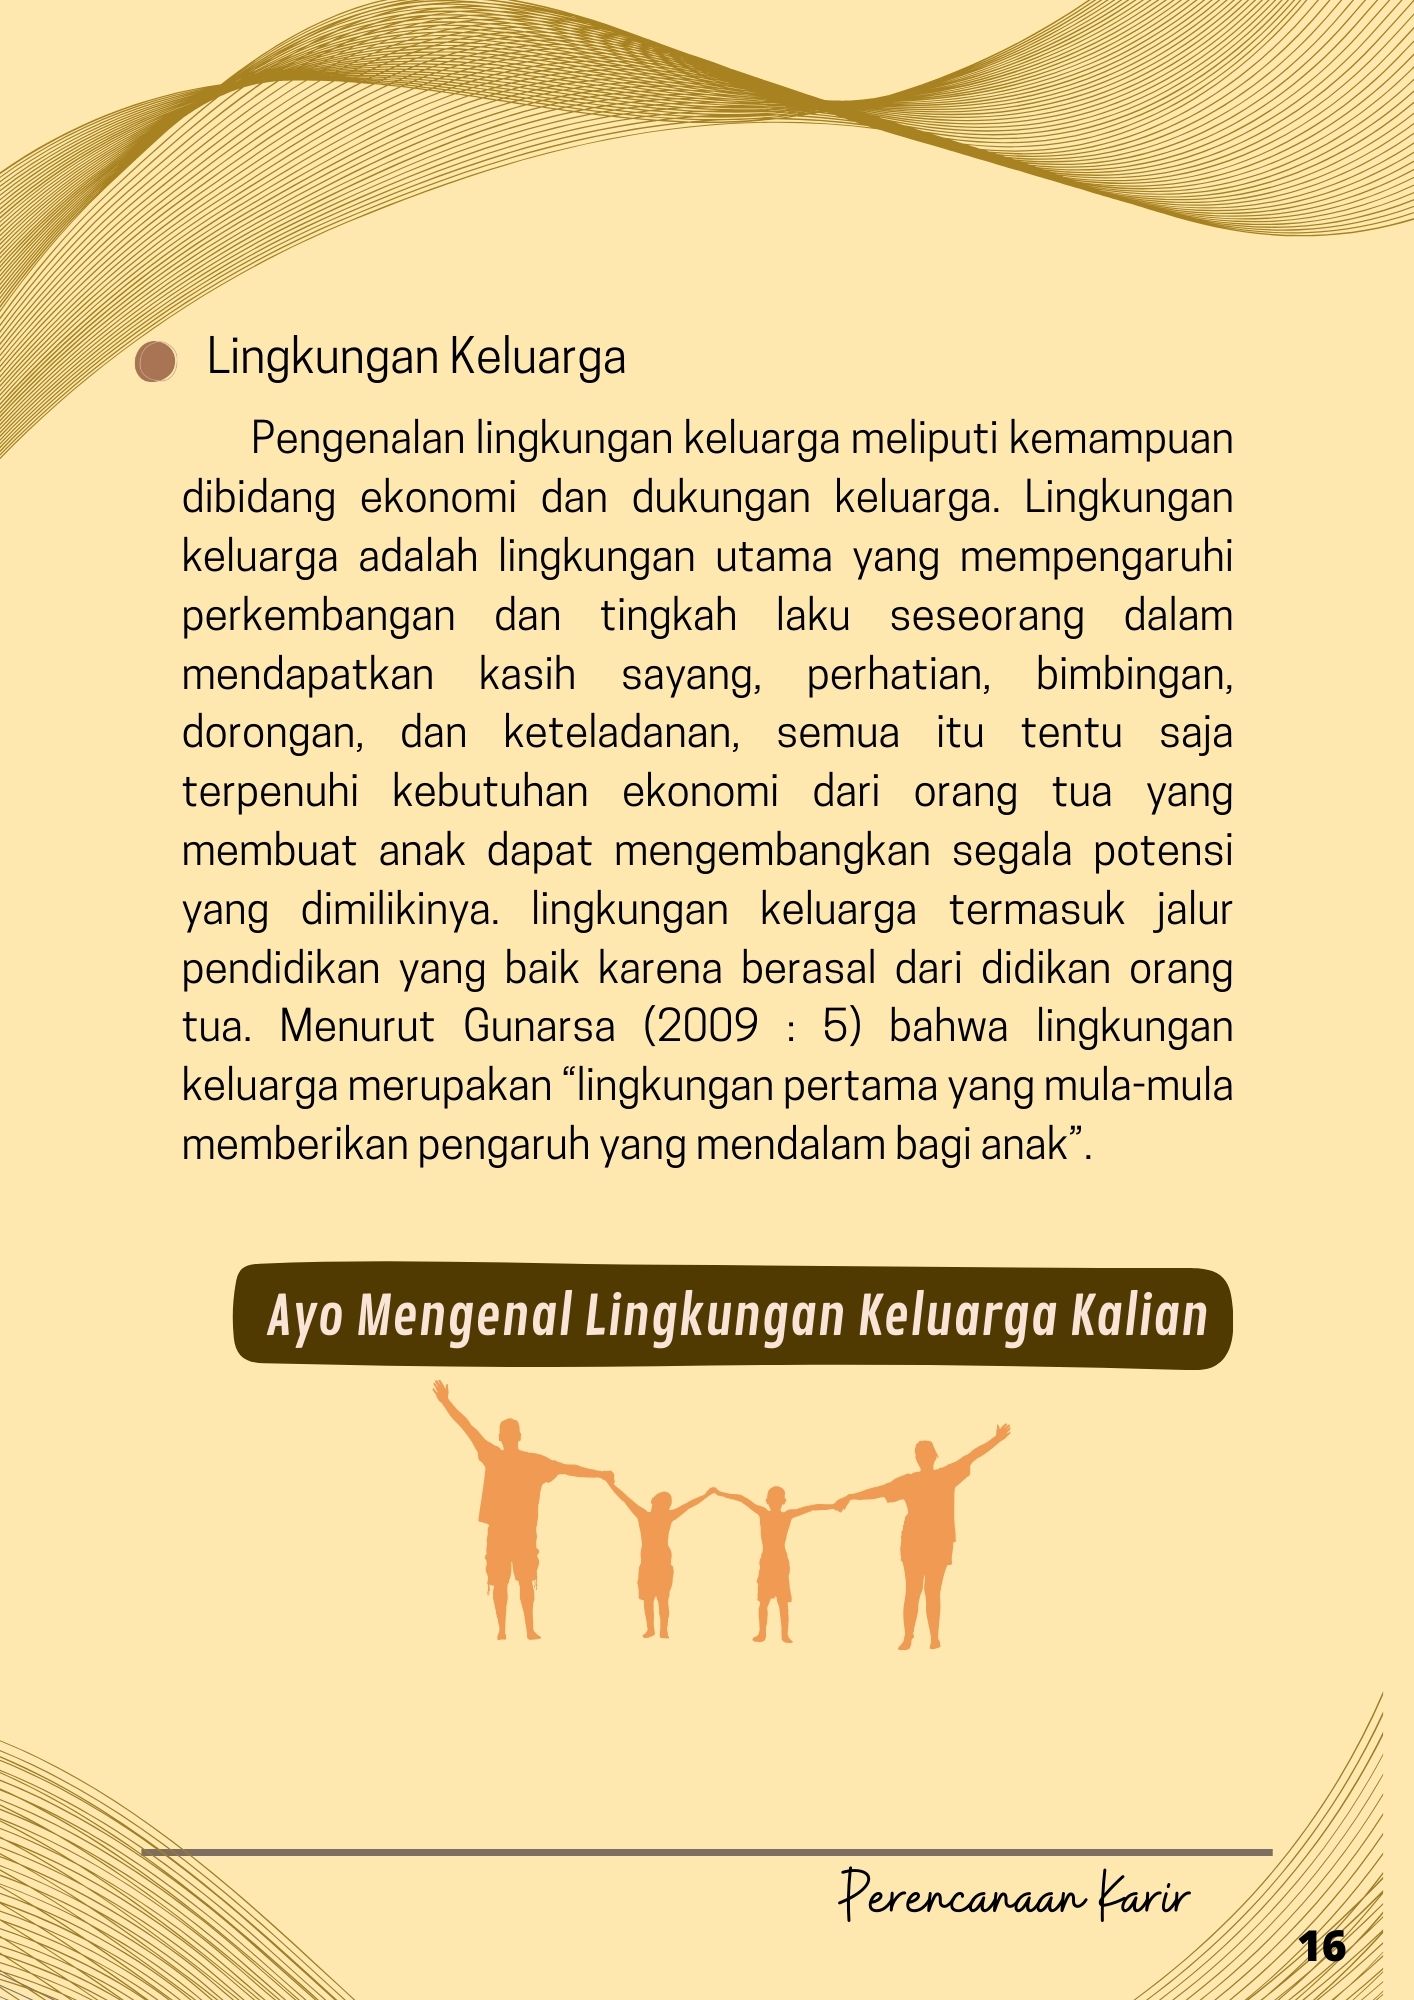 Lingkungan Keluarga
Pengenalan lingkungan keluarga meliputi kemampuan
dibidang ekonomi dan dukungan keluarga. Lingkungan
keluarga adalah lingkungan utama yang mempengaruhi
perkembangan dan tingkah laku seseorang dalam
mendapatkan kasih sayang, perhatian, bimbingan,
dorongan, dan keteladanan, semua itu tentu saja
terpenuhi kebutuhan ekonomi dari orang tua yang
membuat anak dapat mengembangkan segala potensi
yang dimilikinya. lingkungan keluarga termasuk jalur
pendidikan yang baik karena berasal dari didikan orang
tua. Menurut Gunarsa (2009 : 5) bahwa lingkungan
keluarga merupakan “lingkungan pertama yang mula-mula
memberikan pengaruh yang mendalam bagi anak”.
Ayo Mengenal Lingkungan Keluarga Kalian
Perencanaan Karir
16